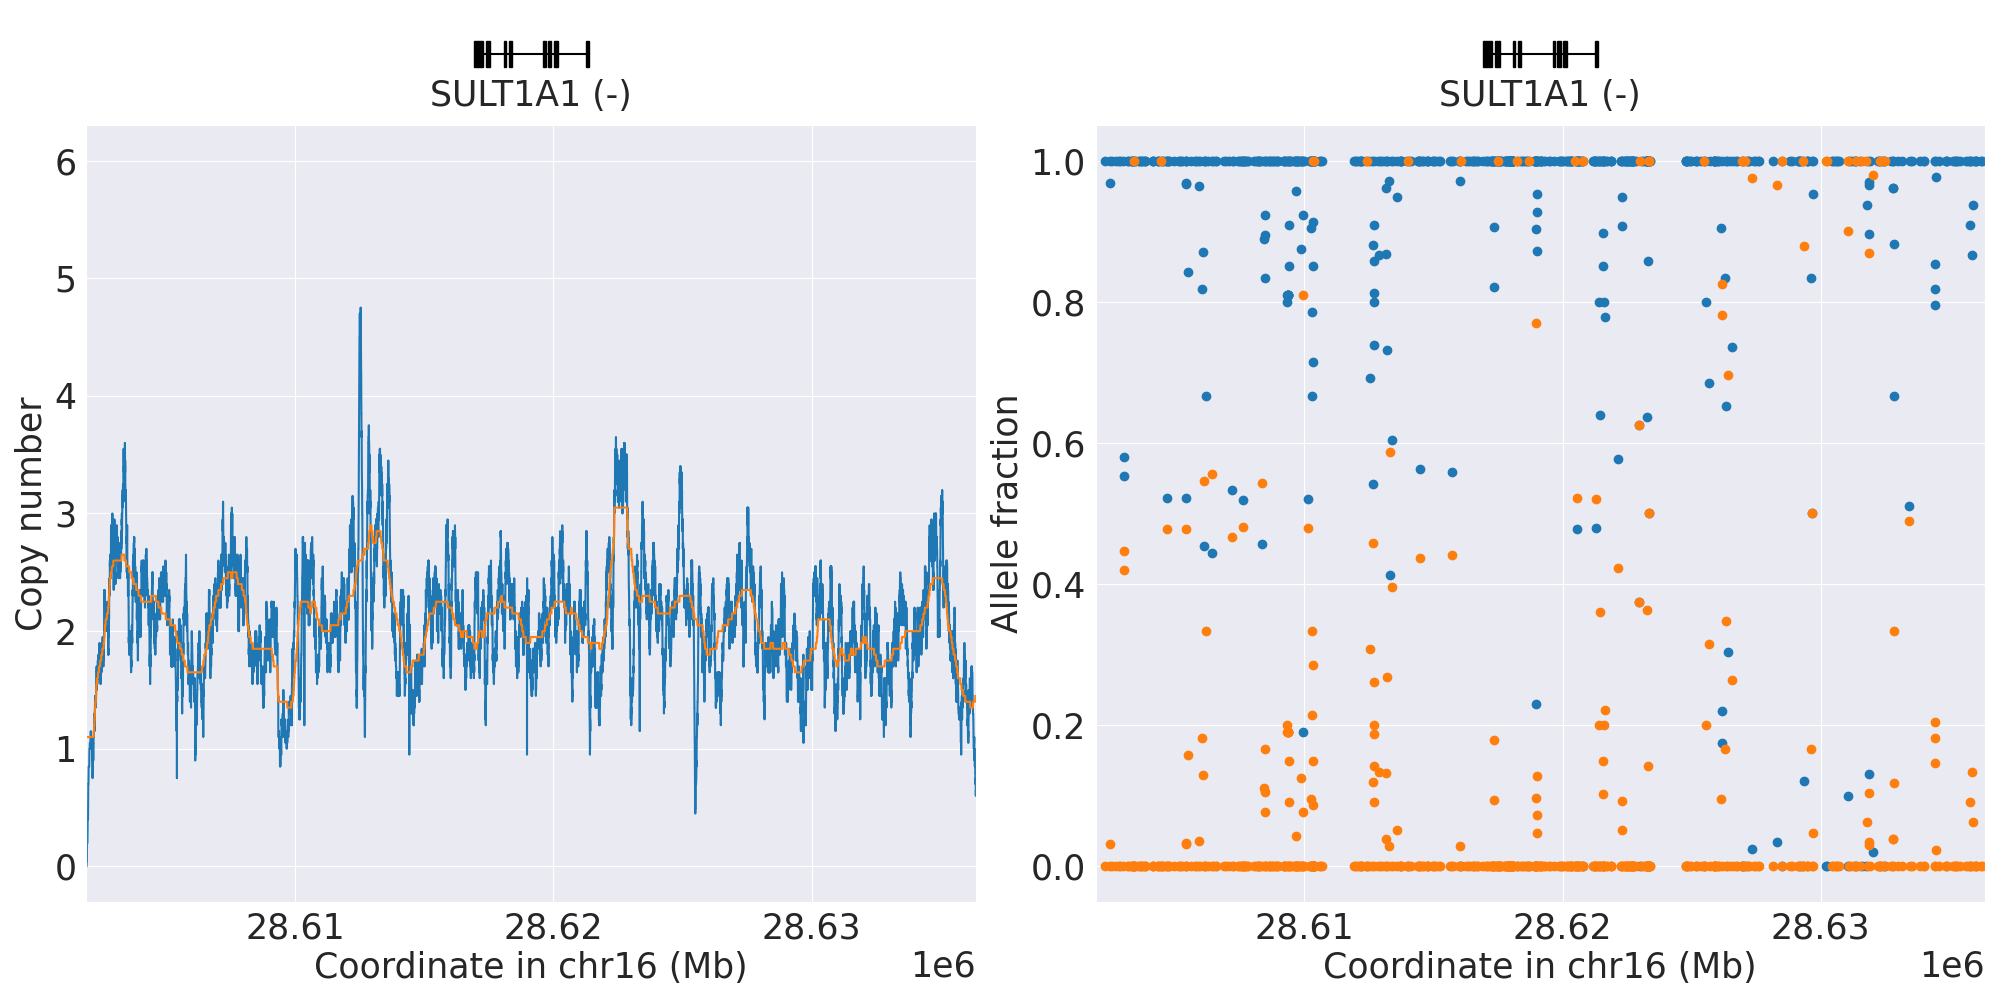 SULT1A1 (-)
Copy number
6
5
4
3
2
1
0
28.61
28.62
28.63
Coordinate in chr16 (Mb)
1e6
SULT1A1 (-)
Allele fraction
1.0
0.8
0.6
0.4
0.2
0.0
28.61
28.62
28.63
Coordinate in chr16 (Mb)
1e6